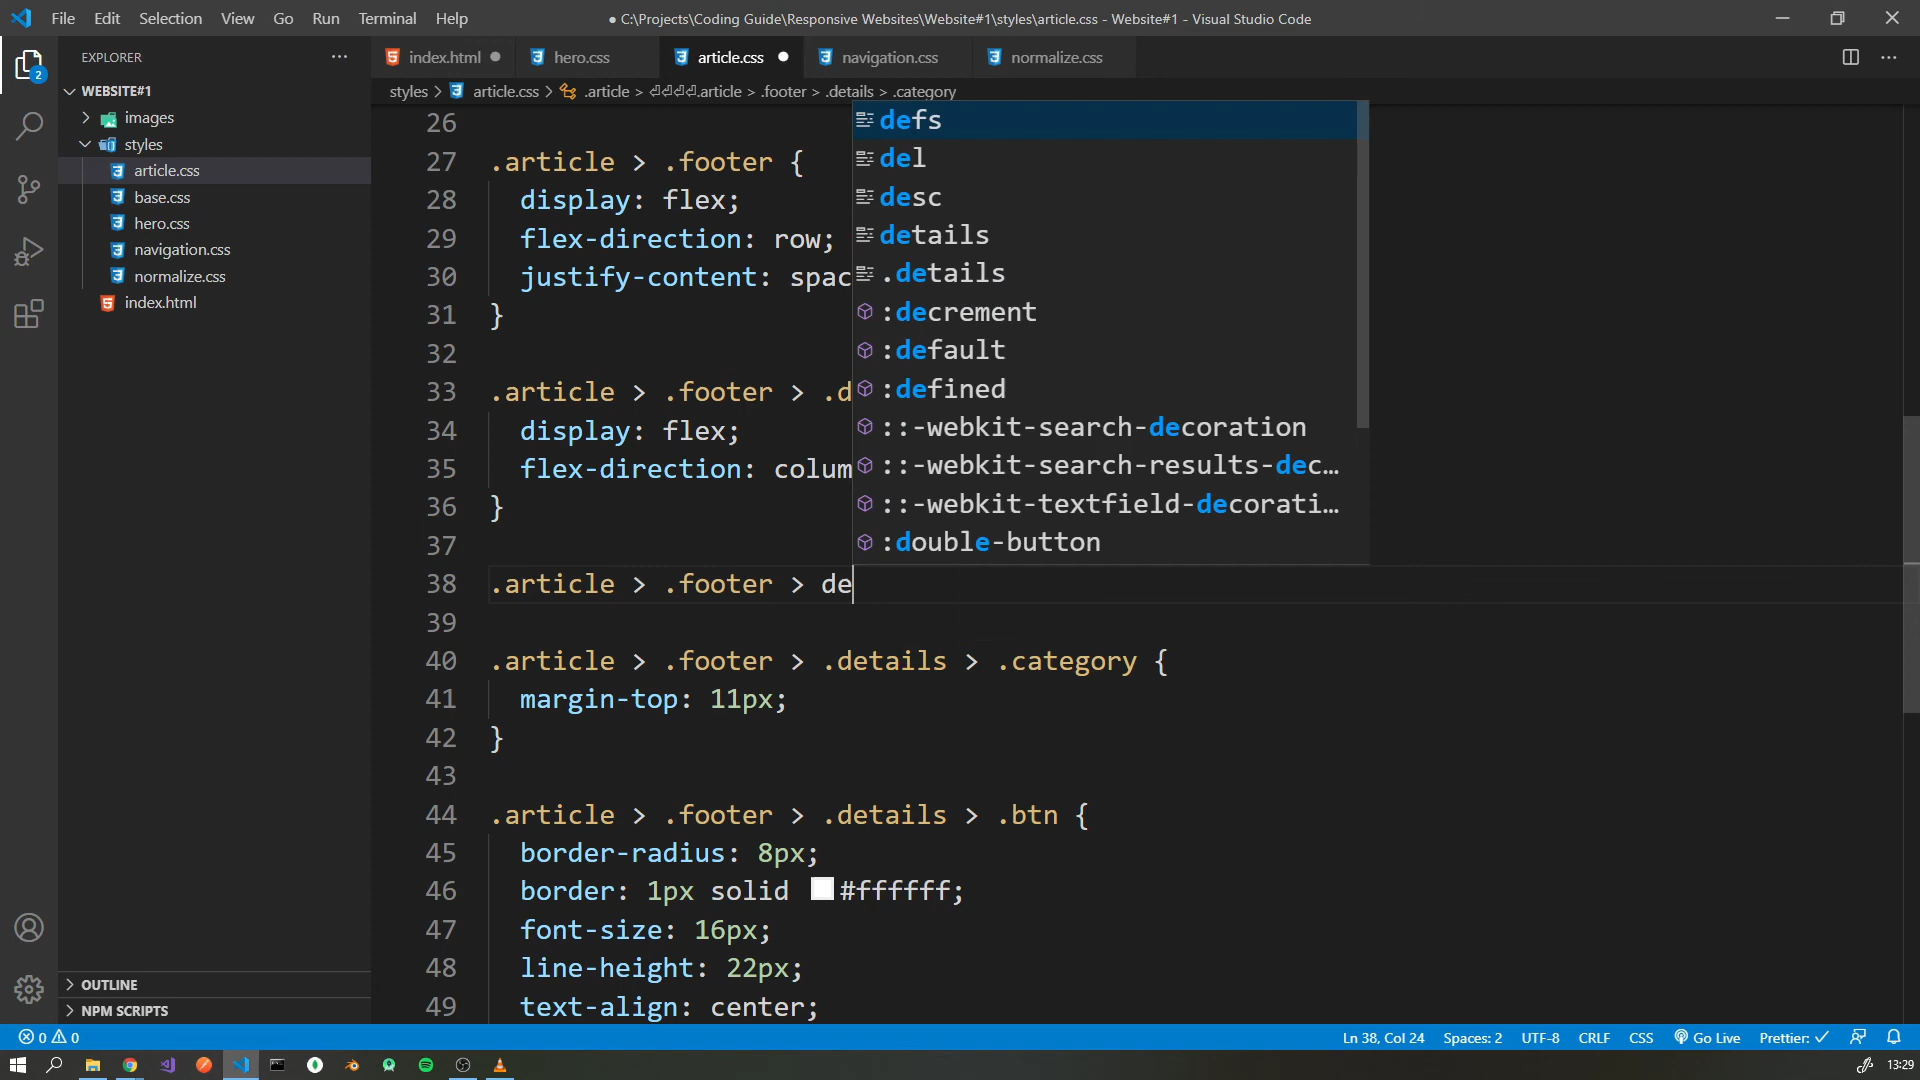 File Edit Selection View Go Run Terminal Help
● C:\Projects\Coding Guide\Responsive Websites\Website#1\styles\article.css - Website#1 - Visual Studio Code
EXPLORER
2
WEBSITE#1
images
styles
article.css
base.css
hero.css
navigation.css
normalize.css
index.html
OUTLINE
NPM SCRIPTS
index.html hero.css article.css navigation.css normalize.css
styles > article.css > .article > ⏎⏎⏎⏎.article > .footer > .details > .category
26
27 .article > .footer {
28 display: flex;
29 flex-direction: row;
30 justify-content: spac
31 }
32
33 .article > .footer > .d
34 display: flex;
35 flex-direction: colum
36 }
37
38 .article > .footer > de
39
40 .article > .footer > .details > .category {
41 margin-top: 11px;
42 }
43
44 .article > .footer > .details > .btn {
45 border-radius: 8px;
46 border: 1px solid #ffffff;
47 font-size: 16px;
48 line-height: 22px;
49 text-align: center;
defs
del
desc
details
.details
:decrement
:default
:defined
::-webkit-search-decoration
::-webkit-search-results-dec…
::-webkit-textfield-decorati…
:double-button
0 0
Ln 38, Col 24 Spaces: 2 UTF-8 CRLF CSS Go Live Prettier: ✓
13:29